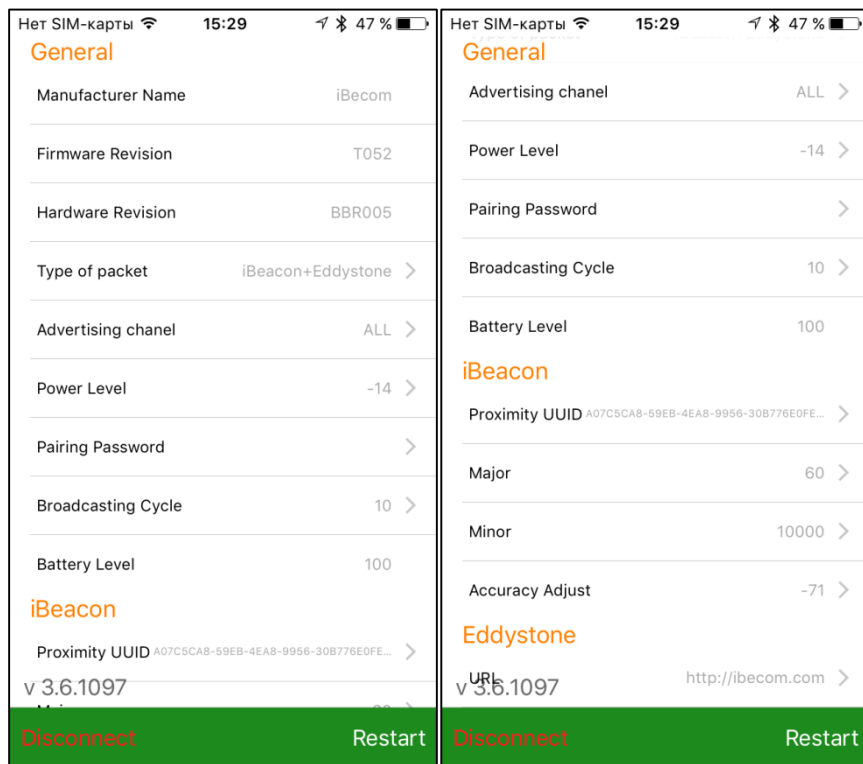 Нет SIM-карты 15:29 47 %
General
Manufacturer Name iBecom
Firmware Revision T052
Hardware Revision BBR005
Type of packet iBeacon+Eddystone
Advertising chanel ALL
Power Level -14
Pairing Password
Broadcasting Cycle 10
Battery Level 100
iBeacon
Proximity UUID A07C5CA8-59EB-4EA8-9956-30B776E0FE...
v 3.6.1097
Disconnect Restart
Нет SIM-карты 15:29 47 %
General
Advertising chanel ALL
Power Level -14
Pairing Password
Broadcasting Cycle 10
Battery Level 100
iBeacon
Proximity UUID A07C5CA8-59EB-4EA8-9956-30B776E0FE...
Major 60
Minor 10000
Accuracy Adjust -71
Eddystone
URL http://ibecom.com
v 3.6.1097
Disconnect Restart